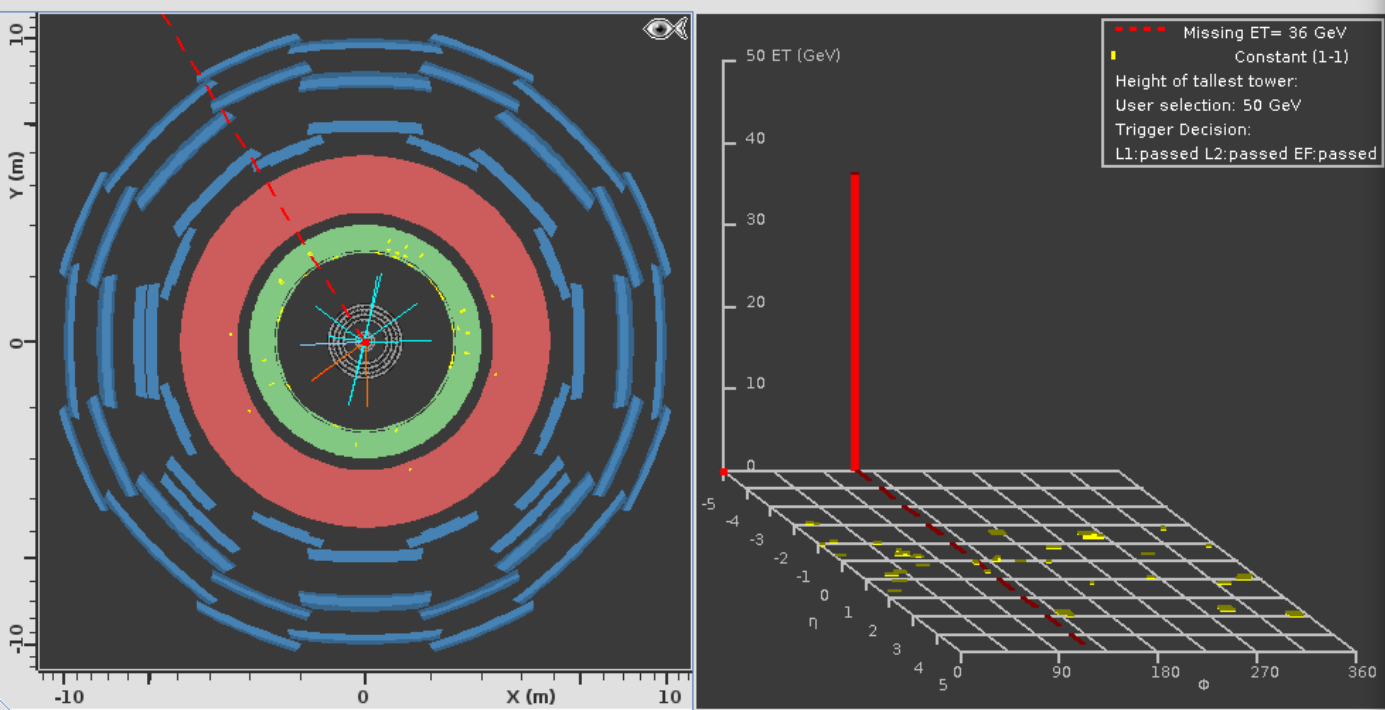 10
0
-10
Y (m)
-10
0
10
X (m)
50 ET (GeV)
40
30
20
10
0
Missing ET= 36 GeV
Constant (1-1)
Height of tallest tower:
User selection: 50 GeV
Trigger Decision:
L1:passed L2:passed EF:passed
-5
-4
-3
-2
-1
0
1
2
3
4
5
η
0
90
180
270
360
Φ